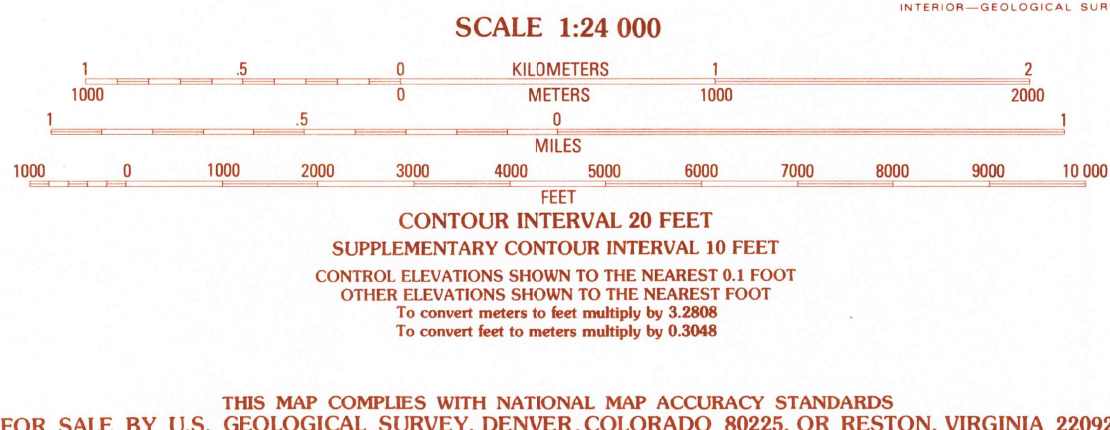 INTERIOR—GEOLOGICAL SUR
SCALE 1:24 000
1 .5 0 KILOMETERS 1 2
1000 0 METERS 1000 2000
1 .5 0 1
MILES
1000 0 1000 2000 3000 4000 5000 6000 7000 8000 9000 10 000
FEET
CONTOUR INTERVAL 20 FEET
SUPPLEMENTARY CONTOUR INTERVAL 10 FEET
CONTROL ELEVATIONS SHOWN TO THE NEAREST 0.1 FOOT
OTHER ELEVATIONS SHOWN TO THE NEAREST FOOT
To convert meters to feet multiply by 3.2808
To convert feet to meters multiply by 0.3048
THIS MAP COMPLIES WITH NATIONAL MAP ACCURACY STANDARDS
FOR SALE BY U.S. GEOLOGICAL SURVEY, DENVER, COLORADO 80225, OR RESTON, VIRGINIA 22092